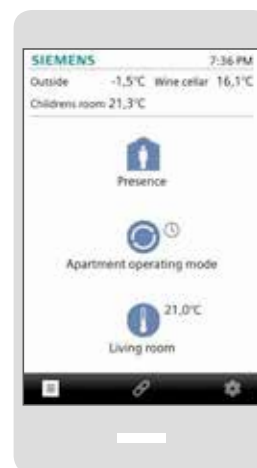 SIEMENS 7:36 PM
Outside -1,5°C Wine cellar 16,1°C
Childrens room 21,3°C
Presence
Apartment operating mode
21,0°C
Living room